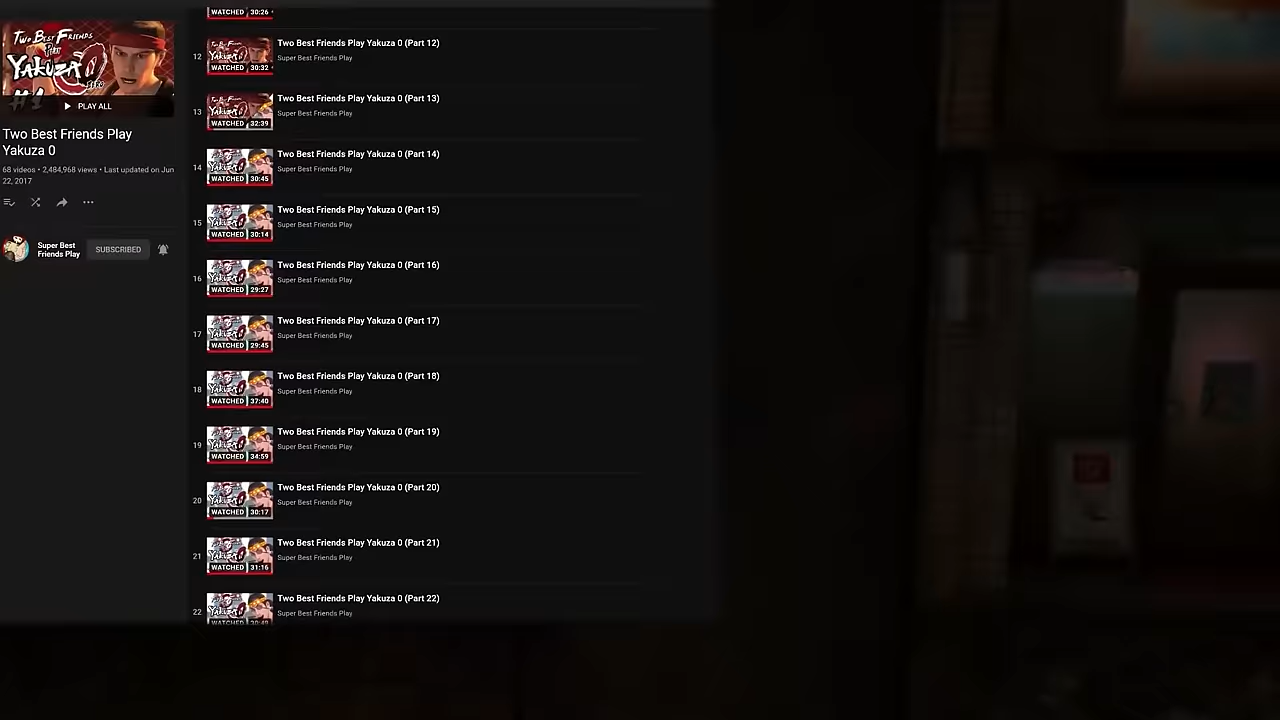 Two Best Friends
Play
Yakuza 0
#1
PLAY ALL
Two Best Friends Play
Yakuza 0
68 videos • 2,484,968 views • Last updated on Jun
22, 2017
Super Best
Friends Play
SUBSCRIBED
WATCHED 30:26
12
WATCHED 30:32
Two Best Friends Play Yakuza 0 (Part 12)
Super Best Friends Play
13
WATCHED 32:39
Two Best Friends Play Yakuza 0 (Part 13)
Super Best Friends Play
14
WATCHED 30:45
Two Best Friends Play Yakuza 0 (Part 14)
Super Best Friends Play
15
WATCHED 30:14
Two Best Friends Play Yakuza 0 (Part 15)
Super Best Friends Play
16
WATCHED 29:27
Two Best Friends Play Yakuza 0 (Part 16)
Super Best Friends Play
17
WATCHED 29:45
Two Best Friends Play Yakuza 0 (Part 17)
Super Best Friends Play
18
WATCHED 37:40
Two Best Friends Play Yakuza 0 (Part 18)
Super Best Friends Play
19
WATCHED 34:59
Two Best Friends Play Yakuza 0 (Part 19)
Super Best Friends Play
20
WATCHED 30:17
Two Best Friends Play Yakuza 0 (Part 20)
Super Best Friends Play
21
WATCHED 31:16
Two Best Friends Play Yakuza 0 (Part 21)
Super Best Friends Play
22
WATCHED
Two Best Friends Play Yakuza 0 (Part 22)
Super Best Friends Play